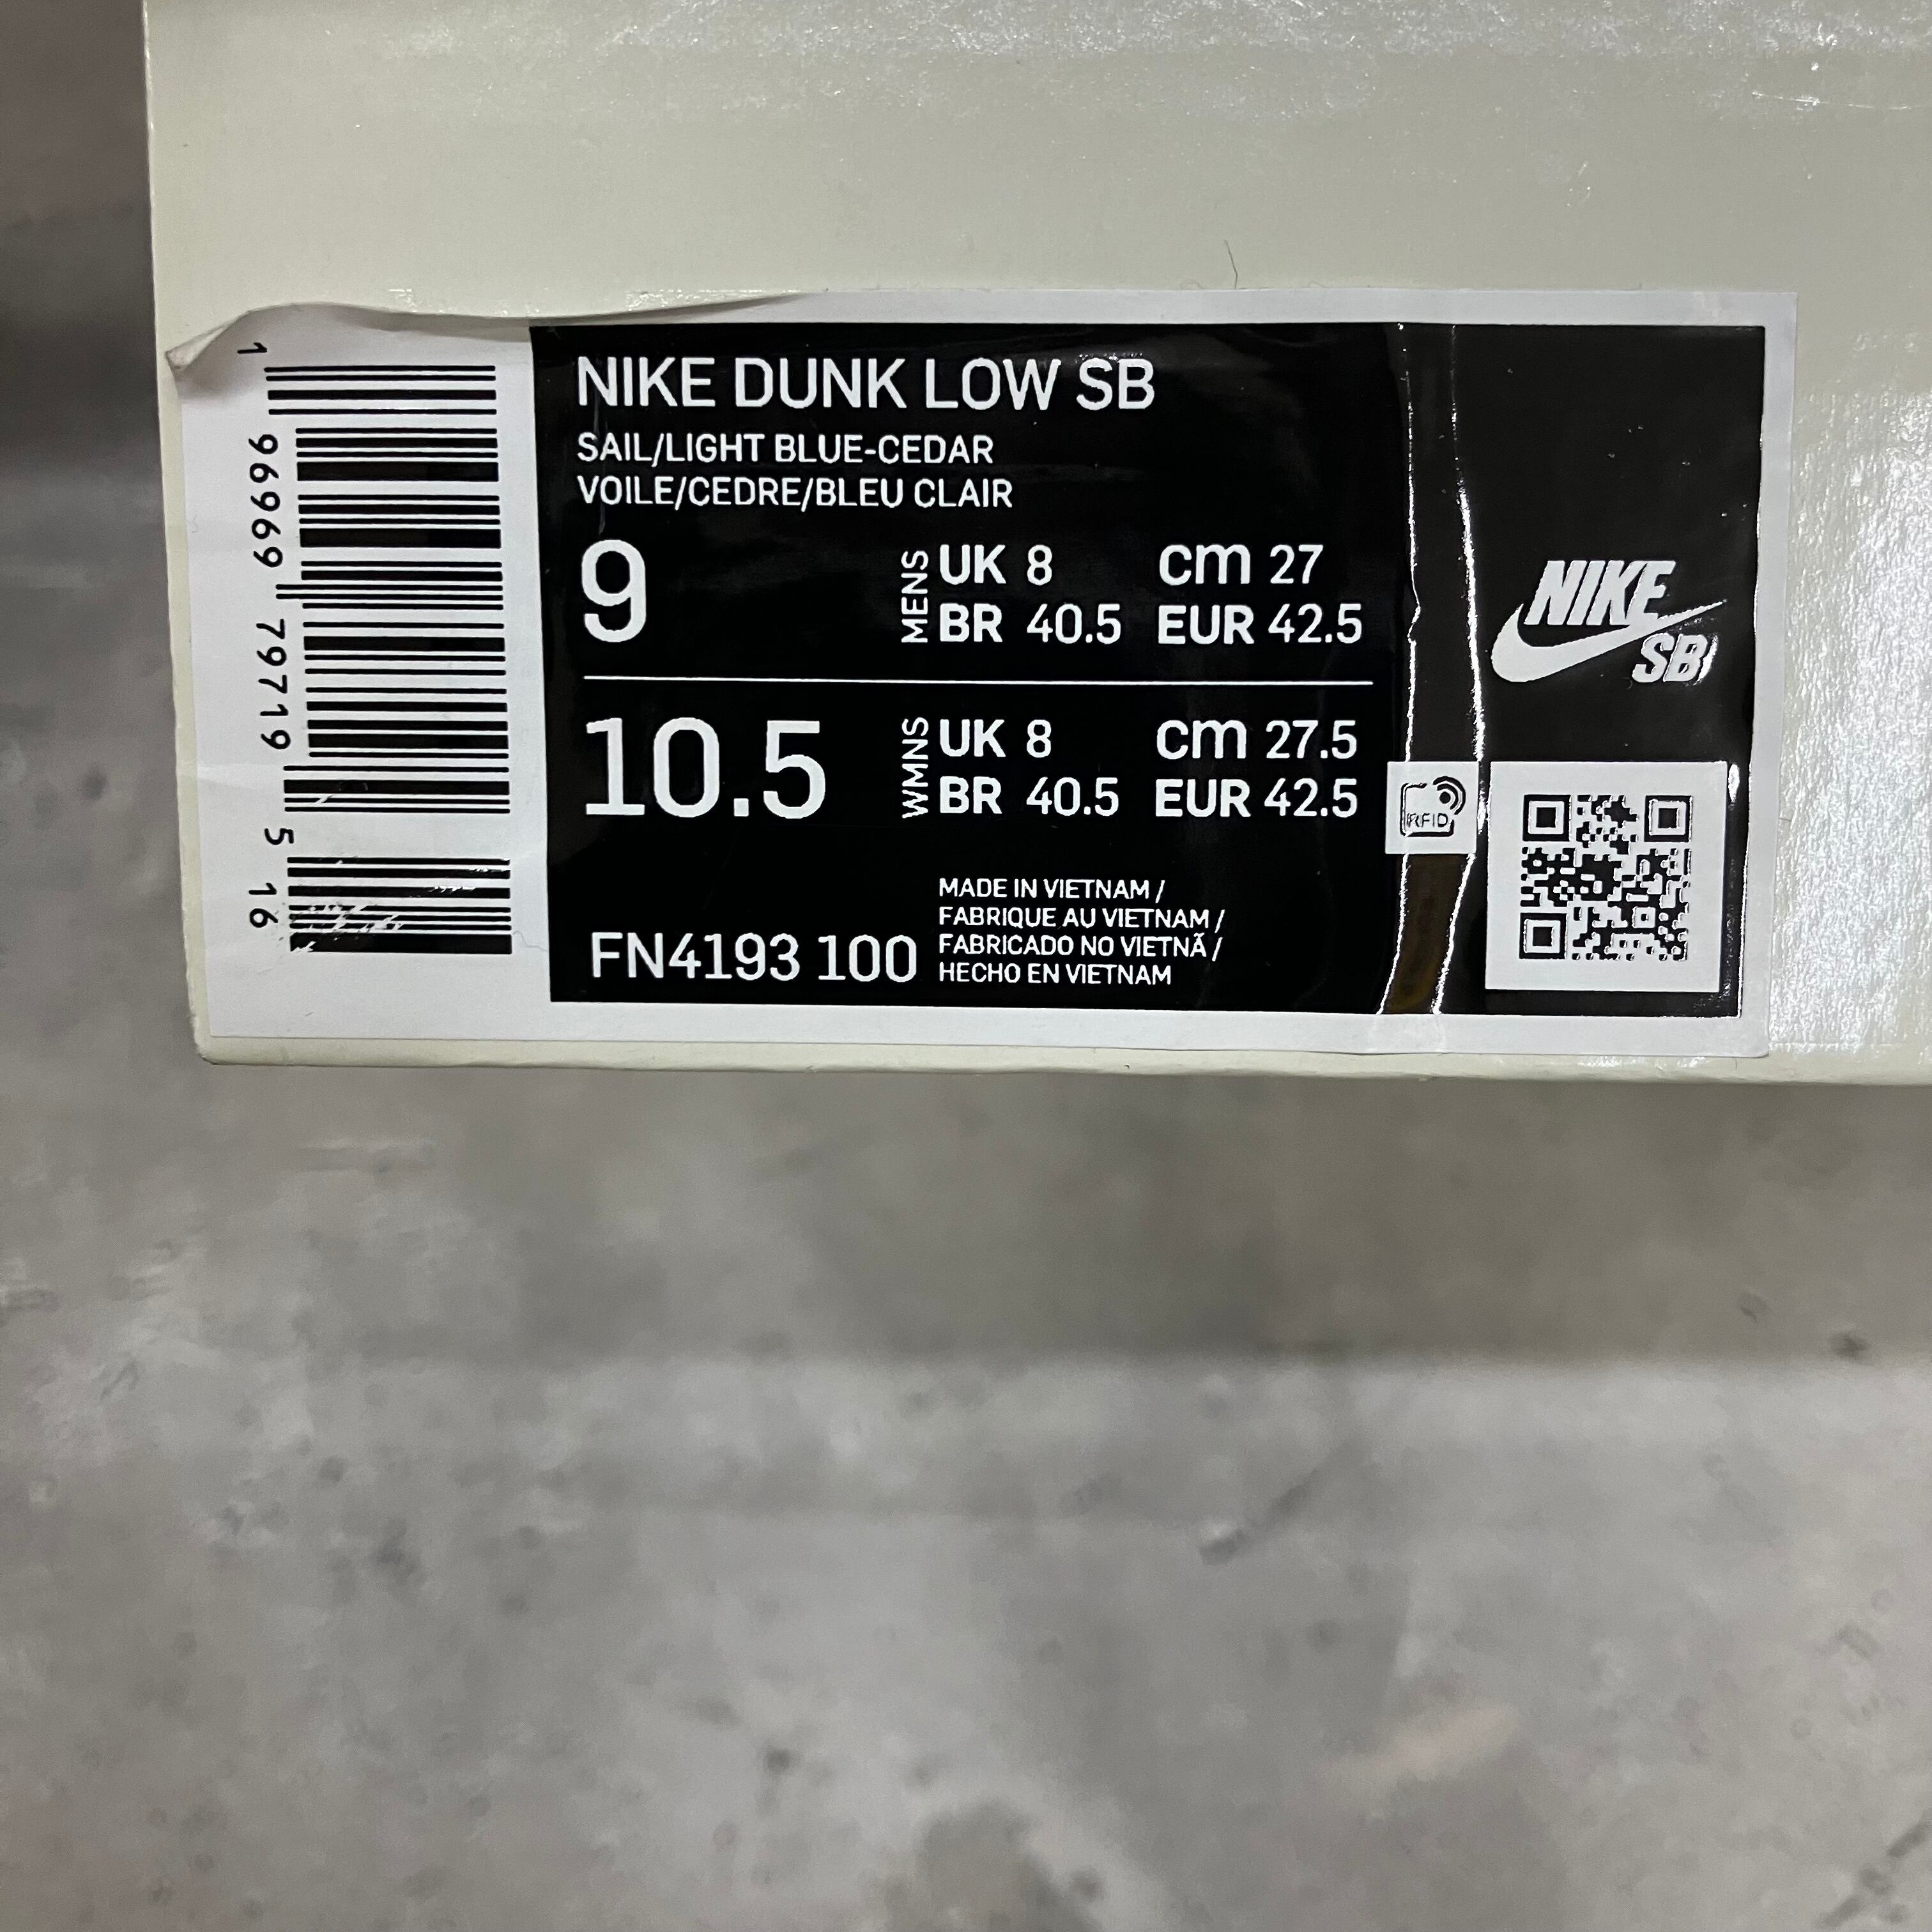 1 96969 79719 5 16
NIKE DUNK LOW SB
SAIL/LIGHT BLUE-CEDAR
VOILE/CEDRE/BLEU CLAIR
9 MENS UK 8 cm 27
BR 40.5 EUR 42.5
10.5 WMNS UK 8 cm 27.5
BR 40.5 EUR 42.5
FN4193 100
MADE IN VIETNAM /
FABRIQUE AU VIETNAM /
FABRICADO NO VIETNÃ /
HECHO EN VIETNAM
RFID
NIKE
SB